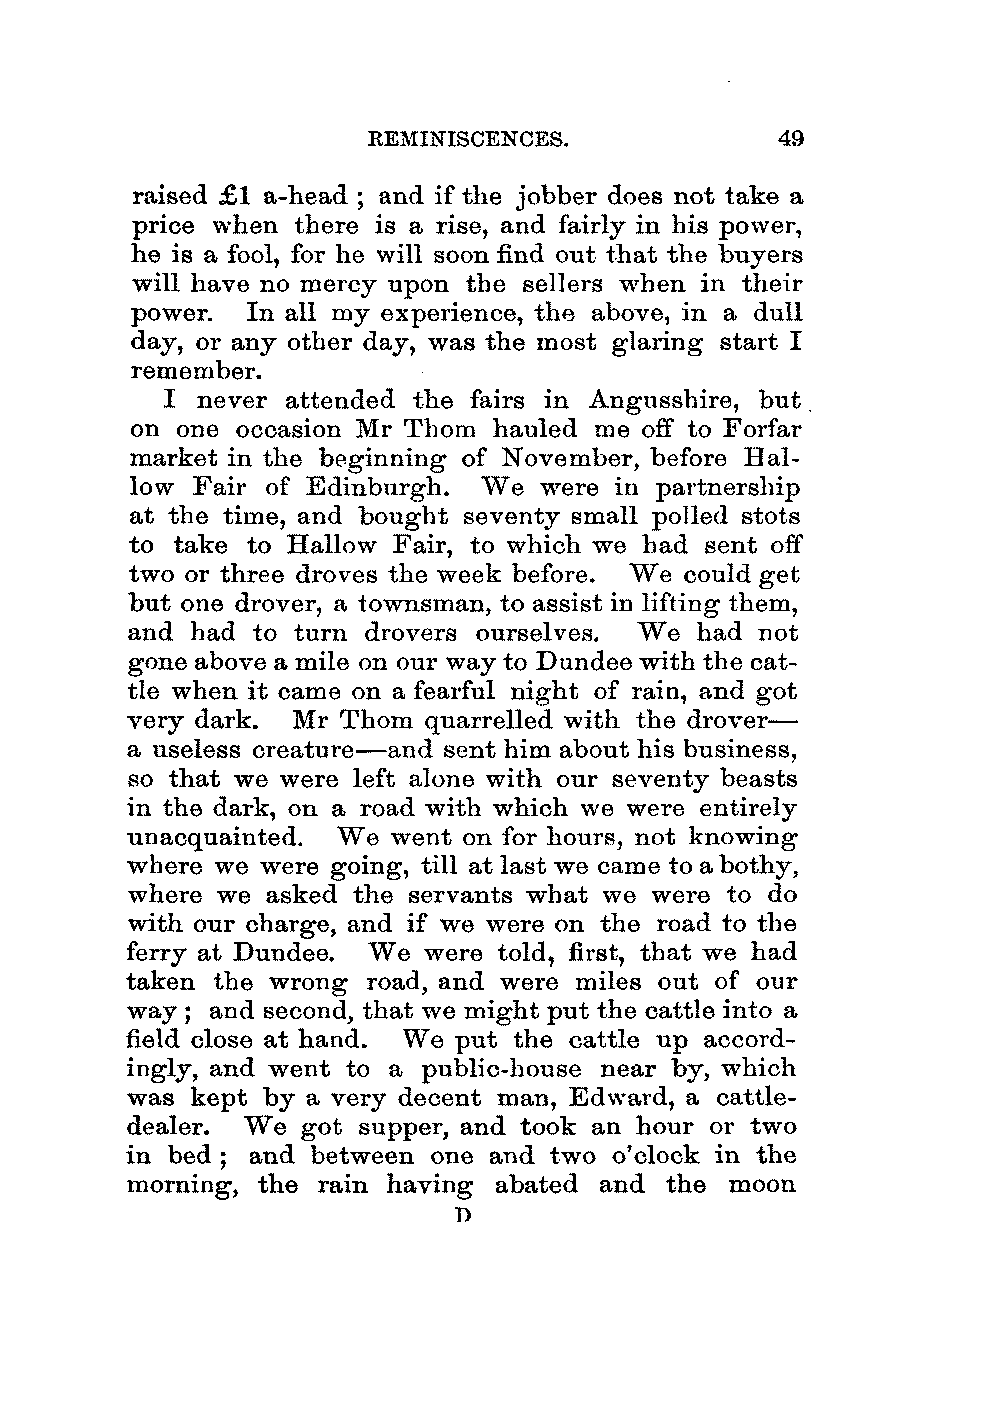 REMINISCENCES. 49
raised £1 a-head ; and if the jobber does not take a
price when there is a rise, and fairly in his power,
he is a fool, for he will soon find out that the buyers
will have no mercy upon the sellers when in their
power. In all my experience, the above, in a dull
day, or any other day, was the most glaring start I
remember.
I never attended the fairs in Angusshire, but
on one occasion Mr Thom hauled me off to Forfar
market in the beginning of November, before Hal-
low Fair of Edinburgh. We were in partnership
at the time, and bought seventy small polled stots
to take to Hallow Fair, to which we had sent off
two or three droves the week before. We could get
but one drover, a townsman, to assist in lifting them,
and had to turn drovers ourselves. We had not
gone above a mile on our way to Dundee with the cat-
tle when it came on a fearful night of rain, and got
very dark. Mr Thom quarrelled with the drover—
a useless creature—and sent him about his business,
so that we were left alone with our seventy beasts
in the dark, on a road with which we were entirely
unacquainted. We went on for hours, not knowing
where we were going, till at last we came to a bothy,
where we asked the servants what we were to do
with our charge, and if we were on the road to the
ferry at Dundee. We were told, first, that we had
taken the wrong road, and were miles out of our
way ; and second, that we might put the cattle into a
field close at hand. We put the cattle up accord-
ingly, and went to a public-house near by, which
was kept by a very decent man, Edward, a cattle-
dealer. We got supper, and took an hour or two
in bed ; and between one and two o'clock in the
morning, the rain having abated and the moon
D